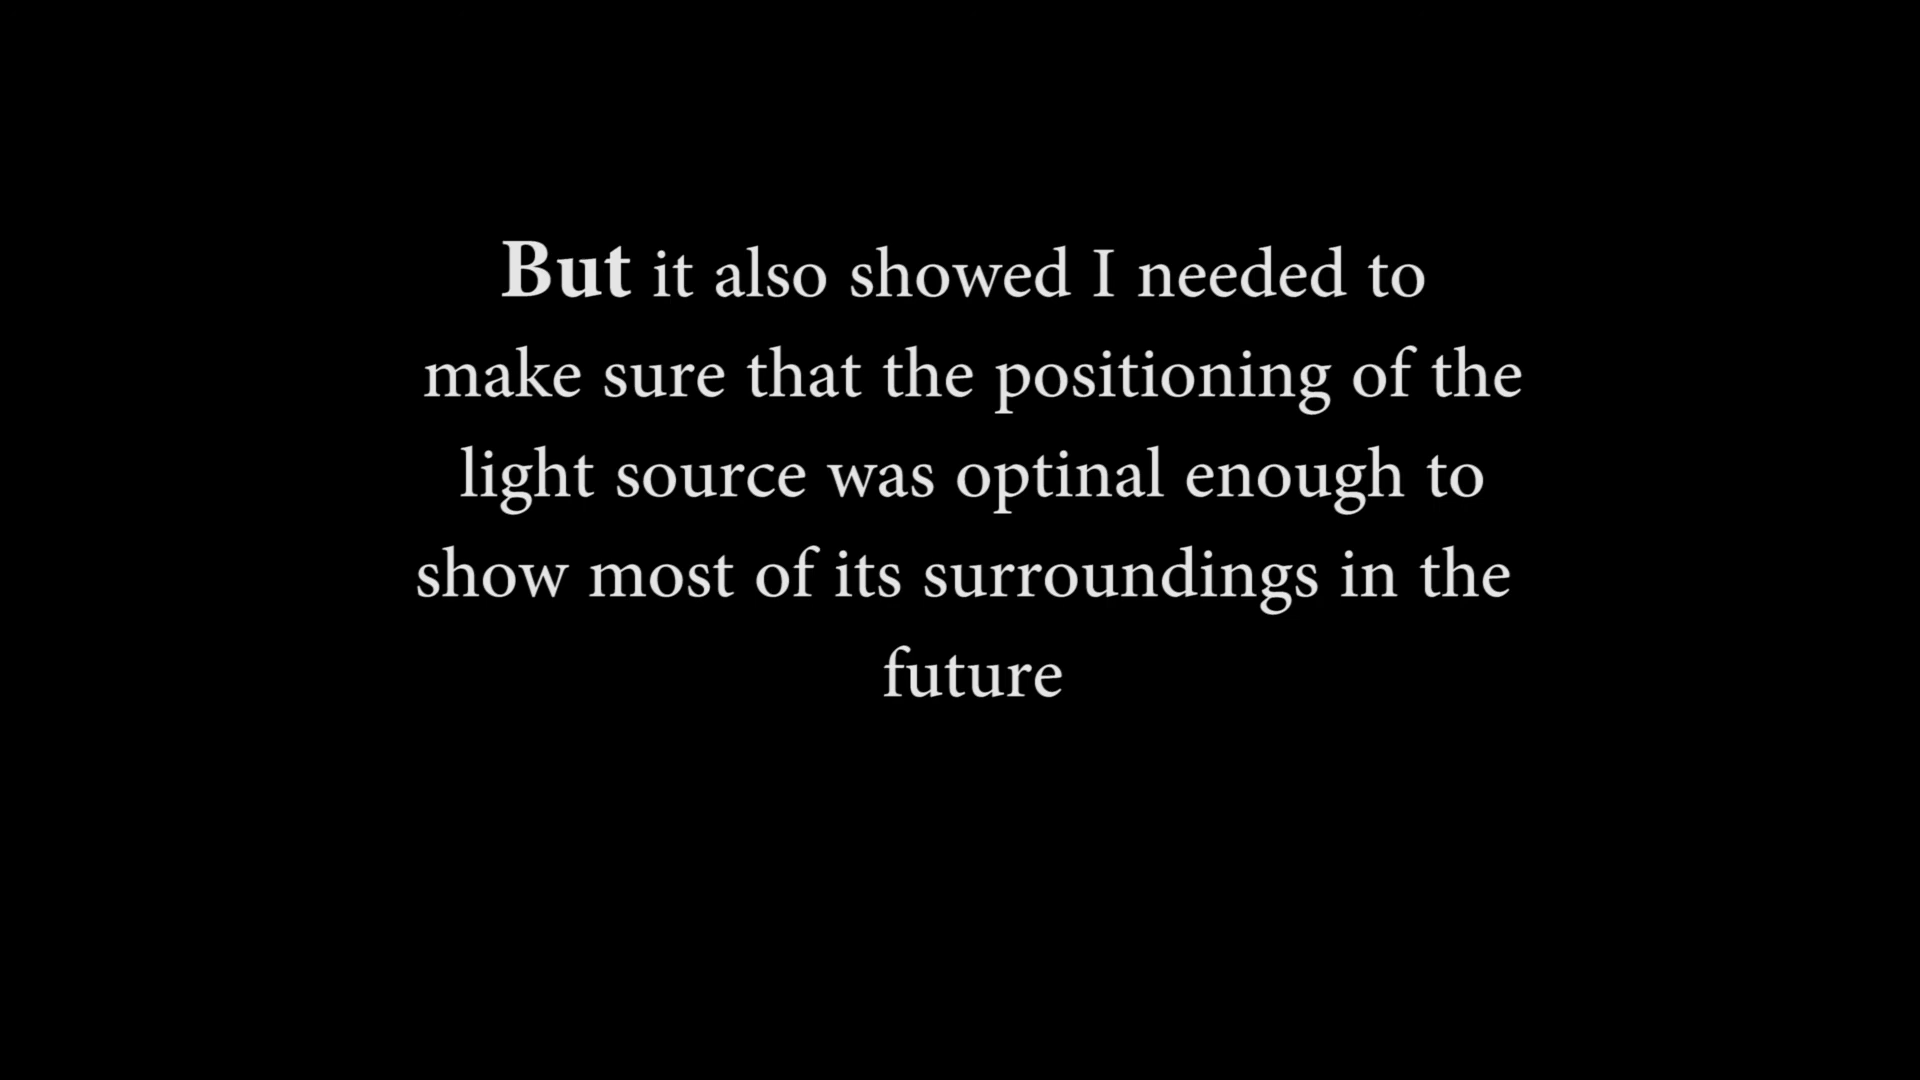 But it also showed I needed to
make sure that the positioning of the
light source was optinal enough to
show most of its surroundings in the
future